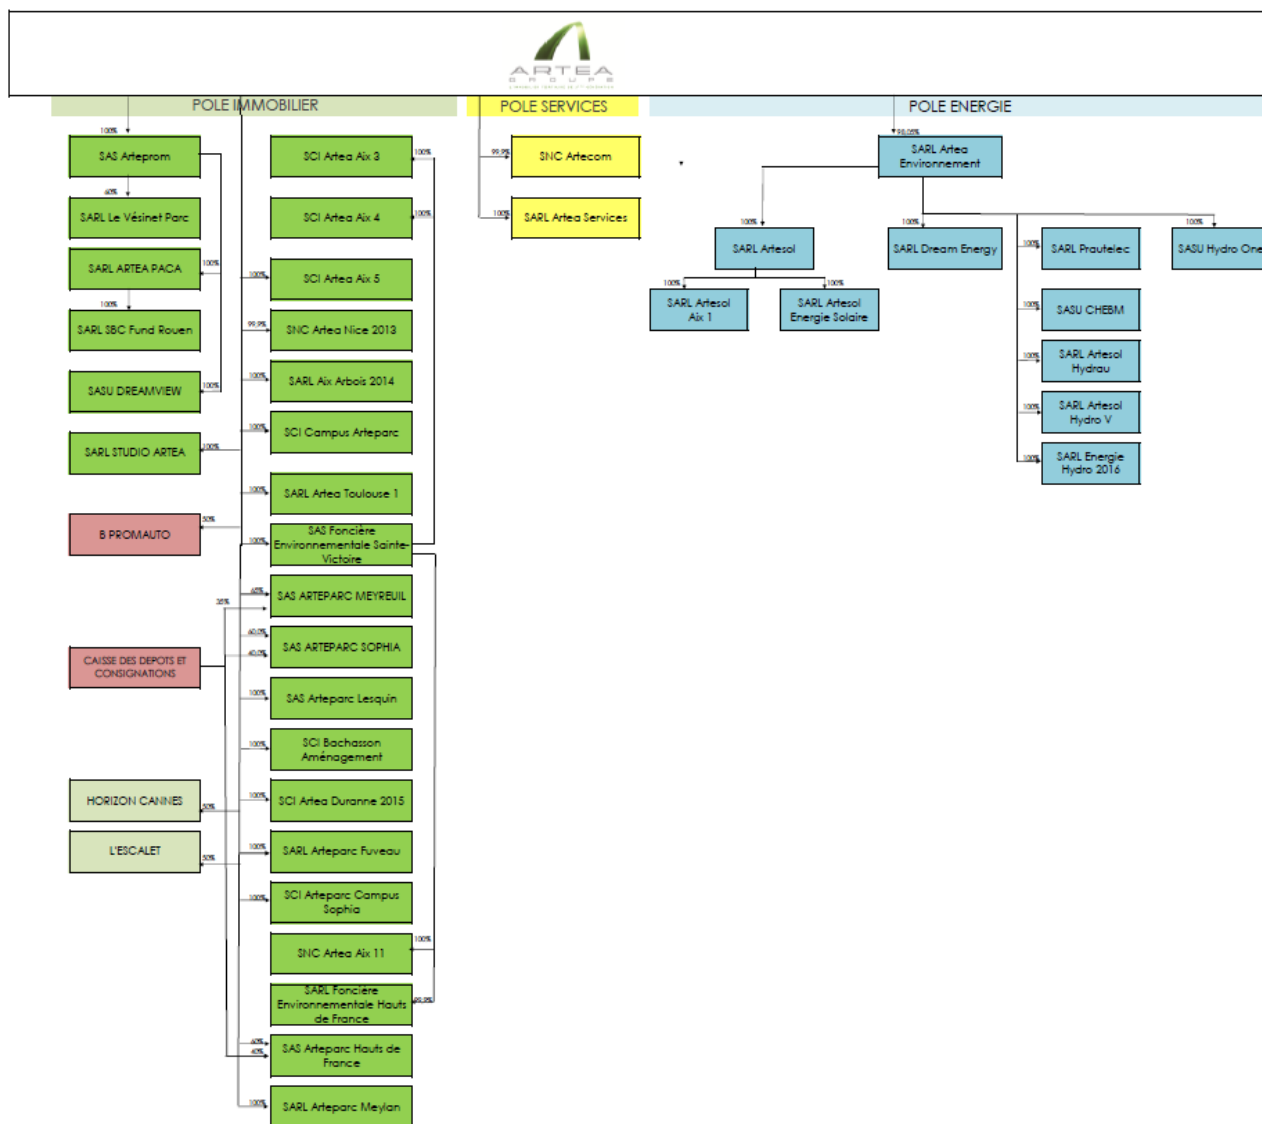 ARTEA
GROUPE
POLE IMMOBILIER
POLE SERVICES
POLE ENERGIE
100%
SAS Arteprom
60%
SARL Le Vésinet Parc
SARL ARTEA PACA
100%
100%
SARL SBC Fund Rouen
SASU DREAMVIEW
100%
SARL STUDIO ARTEA
100%
B PROMAUTO
50%
CAISSE DES DEPOTS ET
CONSIGNATIONS
HORIZON CANNES
50%
L'ESCALET
50%
SCI Artea Aix 3
100%
SCI Artea Aix 4
100%
100%
SCI Artea Aix 5
99,9%
SNC Artea Nice 2013
100%
SARL Aix Arbois 2014
100%
SCI Campus Arteparc
100%
SARL Artea Toulouse 1
100%
SAS Foncière
Environnementale Sainte-
Victoire
65%
35%
SAS ARTEPARC MEYREUIL
60,0%
40,0%
SAS ARTEPARC SOPHIA
100%
SAS Arteparc Lesquin
100%
SCI Bachasson
Aménagement
100%
SCI Artea Duranne 2015
100%
SARL Arteparc Fuveau
100%
SCI Arteparc Campus
Sophia
SNC Artea Aix 11
100%
SARL Foncière
Environnementale Hauts
de France
99,9%
60%
40%
SAS Arteparc Hauts de
France
100%
SARL Arteparc Meylan
99,9%
SNC Artecom
100%
SARL Artea Services
98,05%
SARL Artea
Environnement
100%
SARL Artesol
100%
SARL Dream Energy
100%
SARL Prautelec
100%
SASU Hydro One
100%
SARL Artesol
Aix 1
100%
SARL Artesol
Energie Solaire
100%
SASU CHEBM
100%
SARL Artesol
Hydrau
100%
SARL Artesol
Hydro V
100%
SARL Energie
Hydro 2016